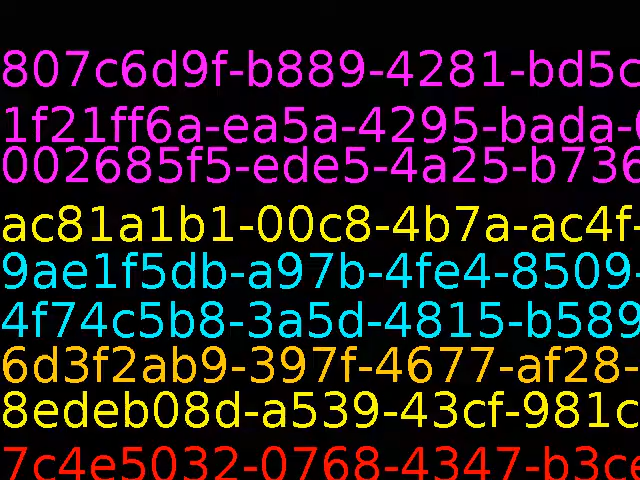 807c6d9f-b889-4281-bd5c
1f21ff6a-ea5a-4295-bada-
002685f5-ede5-4a25-b736
ac81a1b1-00c8-4b7a-ac4f-
9ae1f5db-a97b-4fe4-8509-
4f74c5b8-3a5d-4815-b589
6d3f2ab9-397f-4677-af28-
8edeb08d-a539-43cf-981c
7c4e5032-0768-4347-b3ce